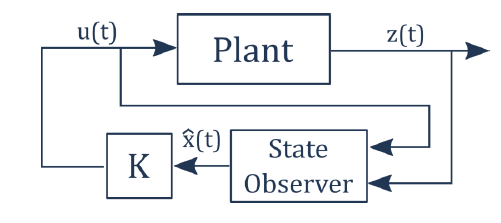 u(t)
Plant
z(t)
K
x̂(t)
State
Observer